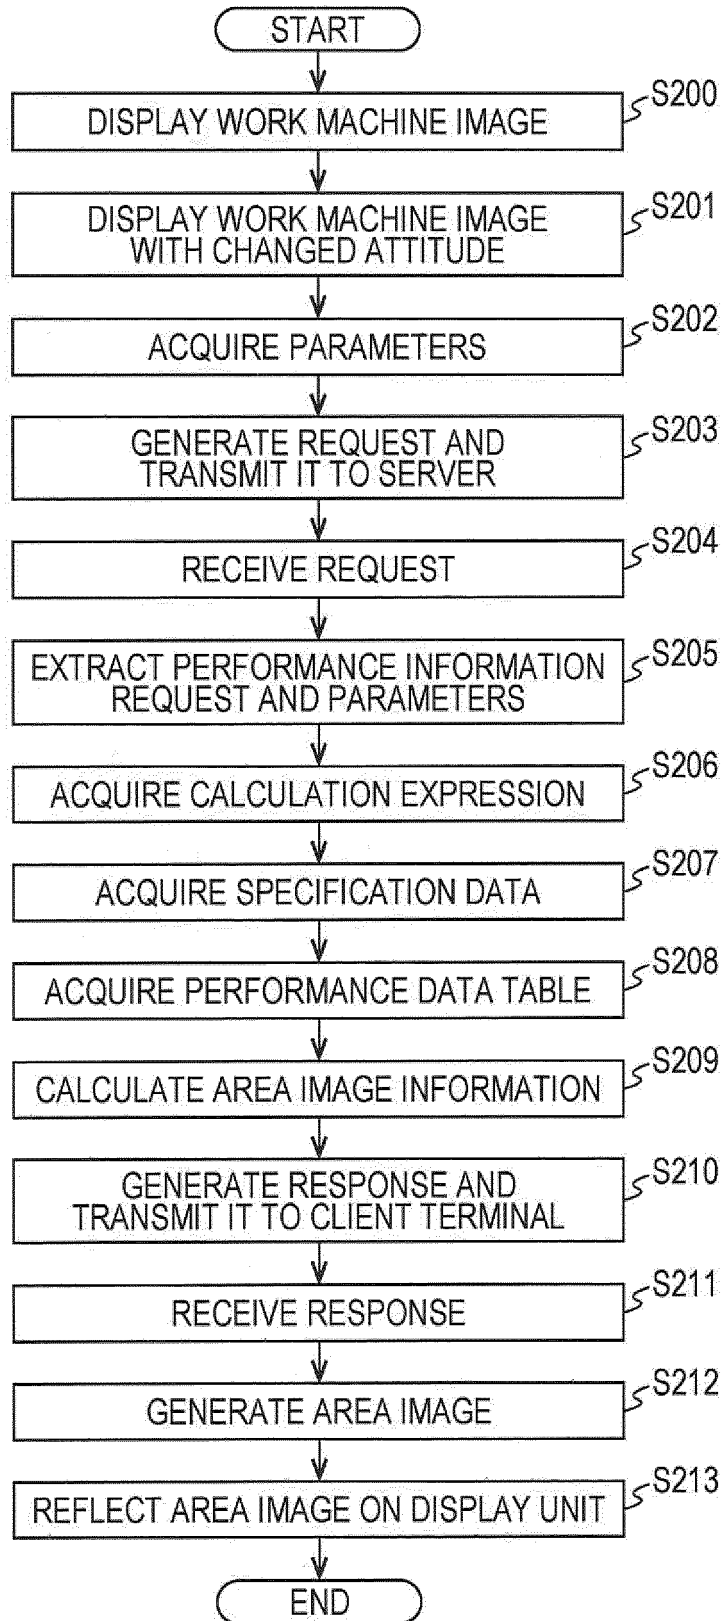 START
S200
DISPLAY WORK MACHINE IMAGE
S201
DISPLAY WORK MACHINE IMAGE
WITH CHANGED ATTITUDE
S202
ACQUIRE PARAMETERS
S203
GENERATE REQUEST AND
TRANSMIT IT TO SERVER
S204
RECEIVE REQUEST
S205
EXTRACT PERFORMANCE INFORMATION
REQUEST AND PARAMETERS
S206
ACQUIRE CALCULATION EXPRESSION
S207
ACQUIRE SPECIFICATION DATA
S208
ACQUIRE PERFORMANCE DATA TABLE
S209
CALCULATE AREA IMAGE INFORMATION
S210
GENERATE RESPONSE AND
TRANSMIT IT TO CLIENT TERMINAL
S211
RECEIVE RESPONSE
S212
GENERATE AREA IMAGE
S213
REFLECT AREA IMAGE ON DISPLAY UNIT
END